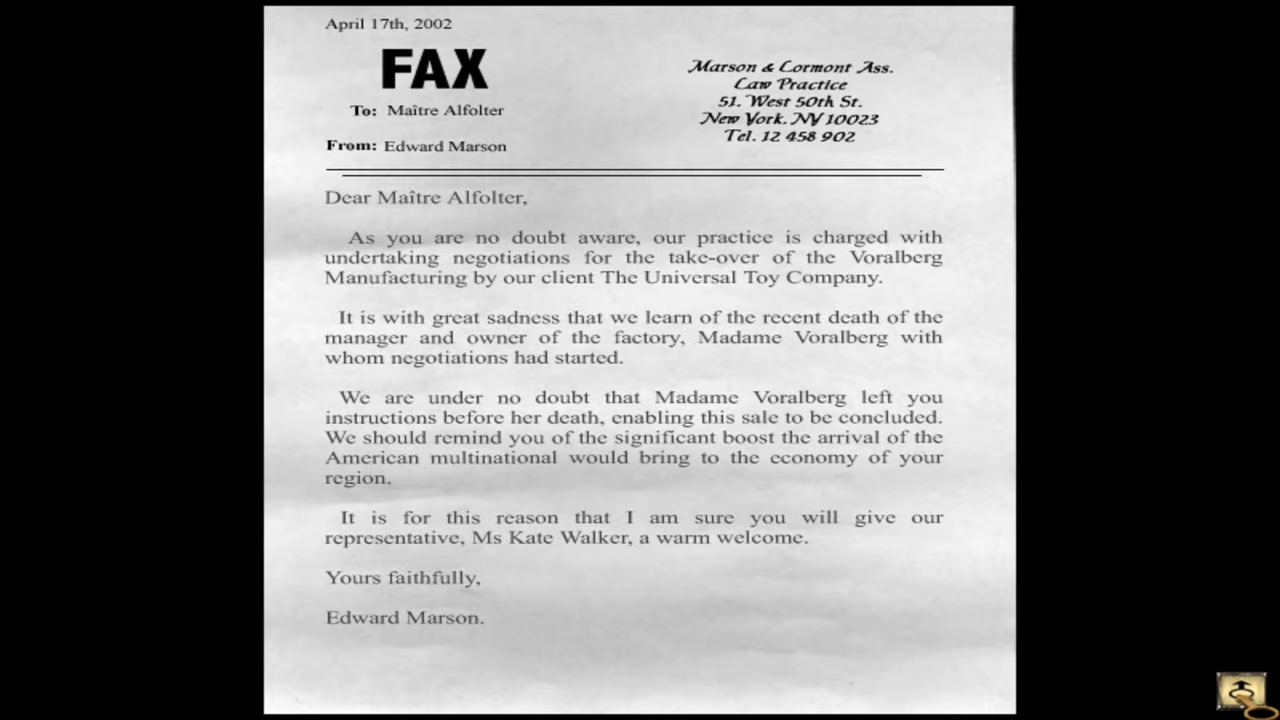 April 17th, 2002
FAX
To: Maître Alfolter
From: Edward Marson
Marson & Lormont Ass.
Law Practice
51. West 50th St.
New York, NY 10023
Tel. 12 458 902
Dear Maître Alfolter,
As you are no doubt aware, our practice is charged with
undertaking negotiations for the take-over of the Voralberg
Manufacturing by our client The Universal Toy Company.
It is with great sadness that we learn of the recent death of the
manager and owner of the factory, Madame Voralberg with
whom negotiations had started.
We are under no doubt that Madame Voralberg left you
instructions before her death, enabling this sale to be concluded.
We should remind you of the significant boost the arrival of the
American multinational would bring to the economy of your
region.
It is for this reason that I am sure you will give our
representative, Ms Kate Walker, a warm welcome.
Yours faithfully,
Edward Marson.